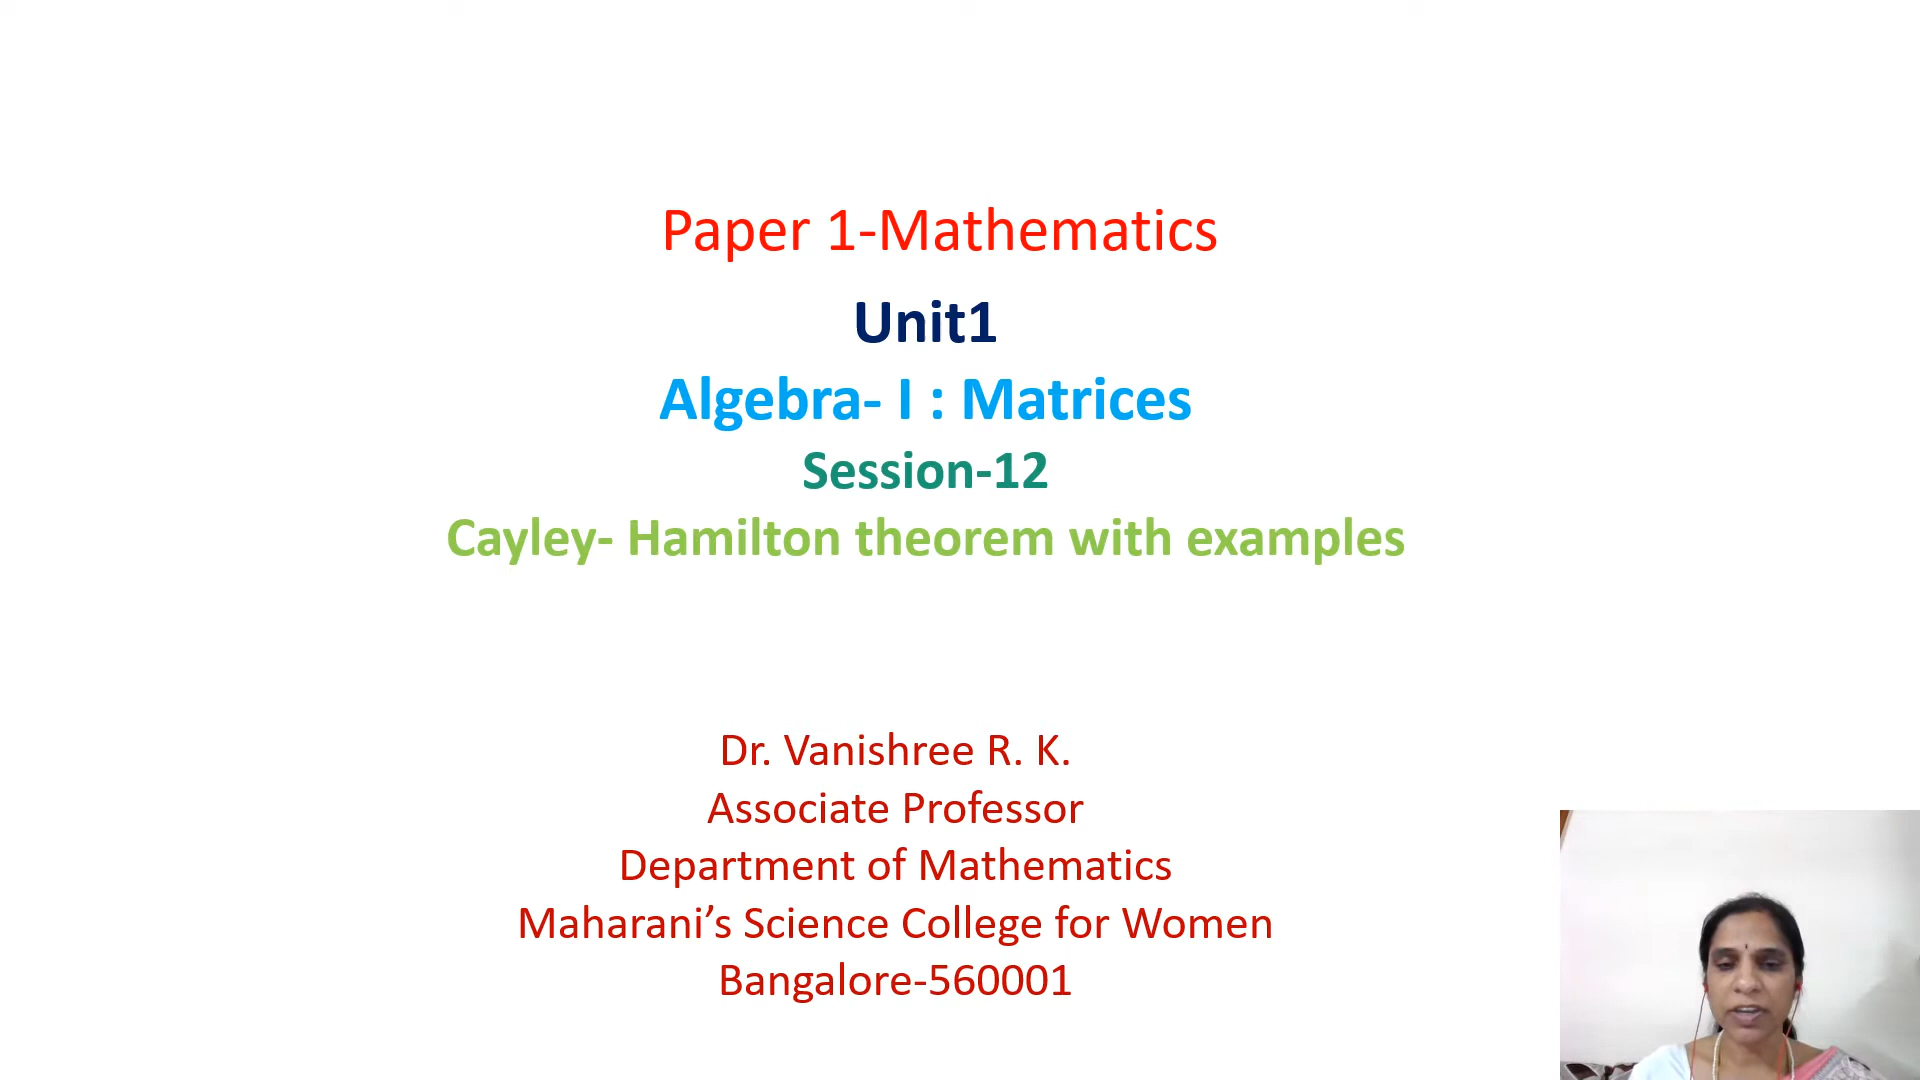 Paper 1-Mathematics
Unit1
Algebra- I : Matrices
Session-12
Cayley- Hamilton theorem with examples
Dr. Vanishree R. K.
Associate Professor
Department of Mathematics
Maharani’s Science College for Women
Bangalore-560001